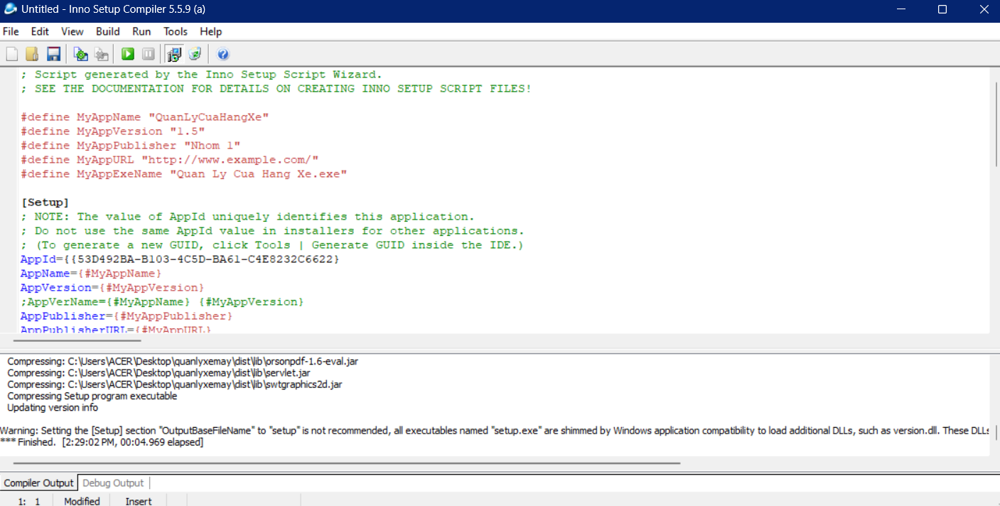 Untitled - Inno Setup Compiler 5.5.9 (a)
File Edit View Build Run Tools Help
; Script generated by the Inno Setup Script Wizard.
; SEE THE DOCUMENTATION FOR DETAILS ON CREATING INNO SETUP SCRIPT FILES!
#define MyAppName "QuanLyCuaHangXe"
#define MyAppVersion "1.5"
#define MyAppPublisher "Nhom 1"
#define MyAppURL "http://www.example.com/"
#define MyAppExeName "Quan Ly Cua Hang Xe.exe"
[Setup]
; NOTE: The value of AppId uniquely identifies this application.
; Do not use the same AppId value in installers for other applications.
; (To generate a new GUID, click Tools | Generate GUID inside the IDE.)
AppId={{53D492BA-B103-4C5D-BA61-C4E8232C6622}
AppName={#MyAppName}
AppVersion={#MyAppVersion}
;AppVerName={#MyAppName} {#MyAppVersion}
AppPublisher={#MyAppPublisher}
AppPublisherURL={#MyAppURL}
Compressing: C:\Users\ACER\Desktop\quanlyxemay\dist\lib\orsonpdf-1.6-eval.jar
Compressing: C:\Users\ACER\Desktop\quanlyxemay\dist\lib\servlet.jar
Compressing: C:\Users\ACER\Desktop\quanlyxemay\dist\lib\swtgraphics2d.jar
Compressing Setup program executable
Updating version info
Warning: Setting the [Setup] section "OutputBaseFileName" to "setup" is not recommended, all executables named "setup.exe" are shimmed by Windows application compatibility to load additional DLLs, such as version.dll. These DLLs
*** Finished. [2:29:02 PM, 00:04.969 elapsed]
Compiler Output Debug Output
1: 1 Modified Insert